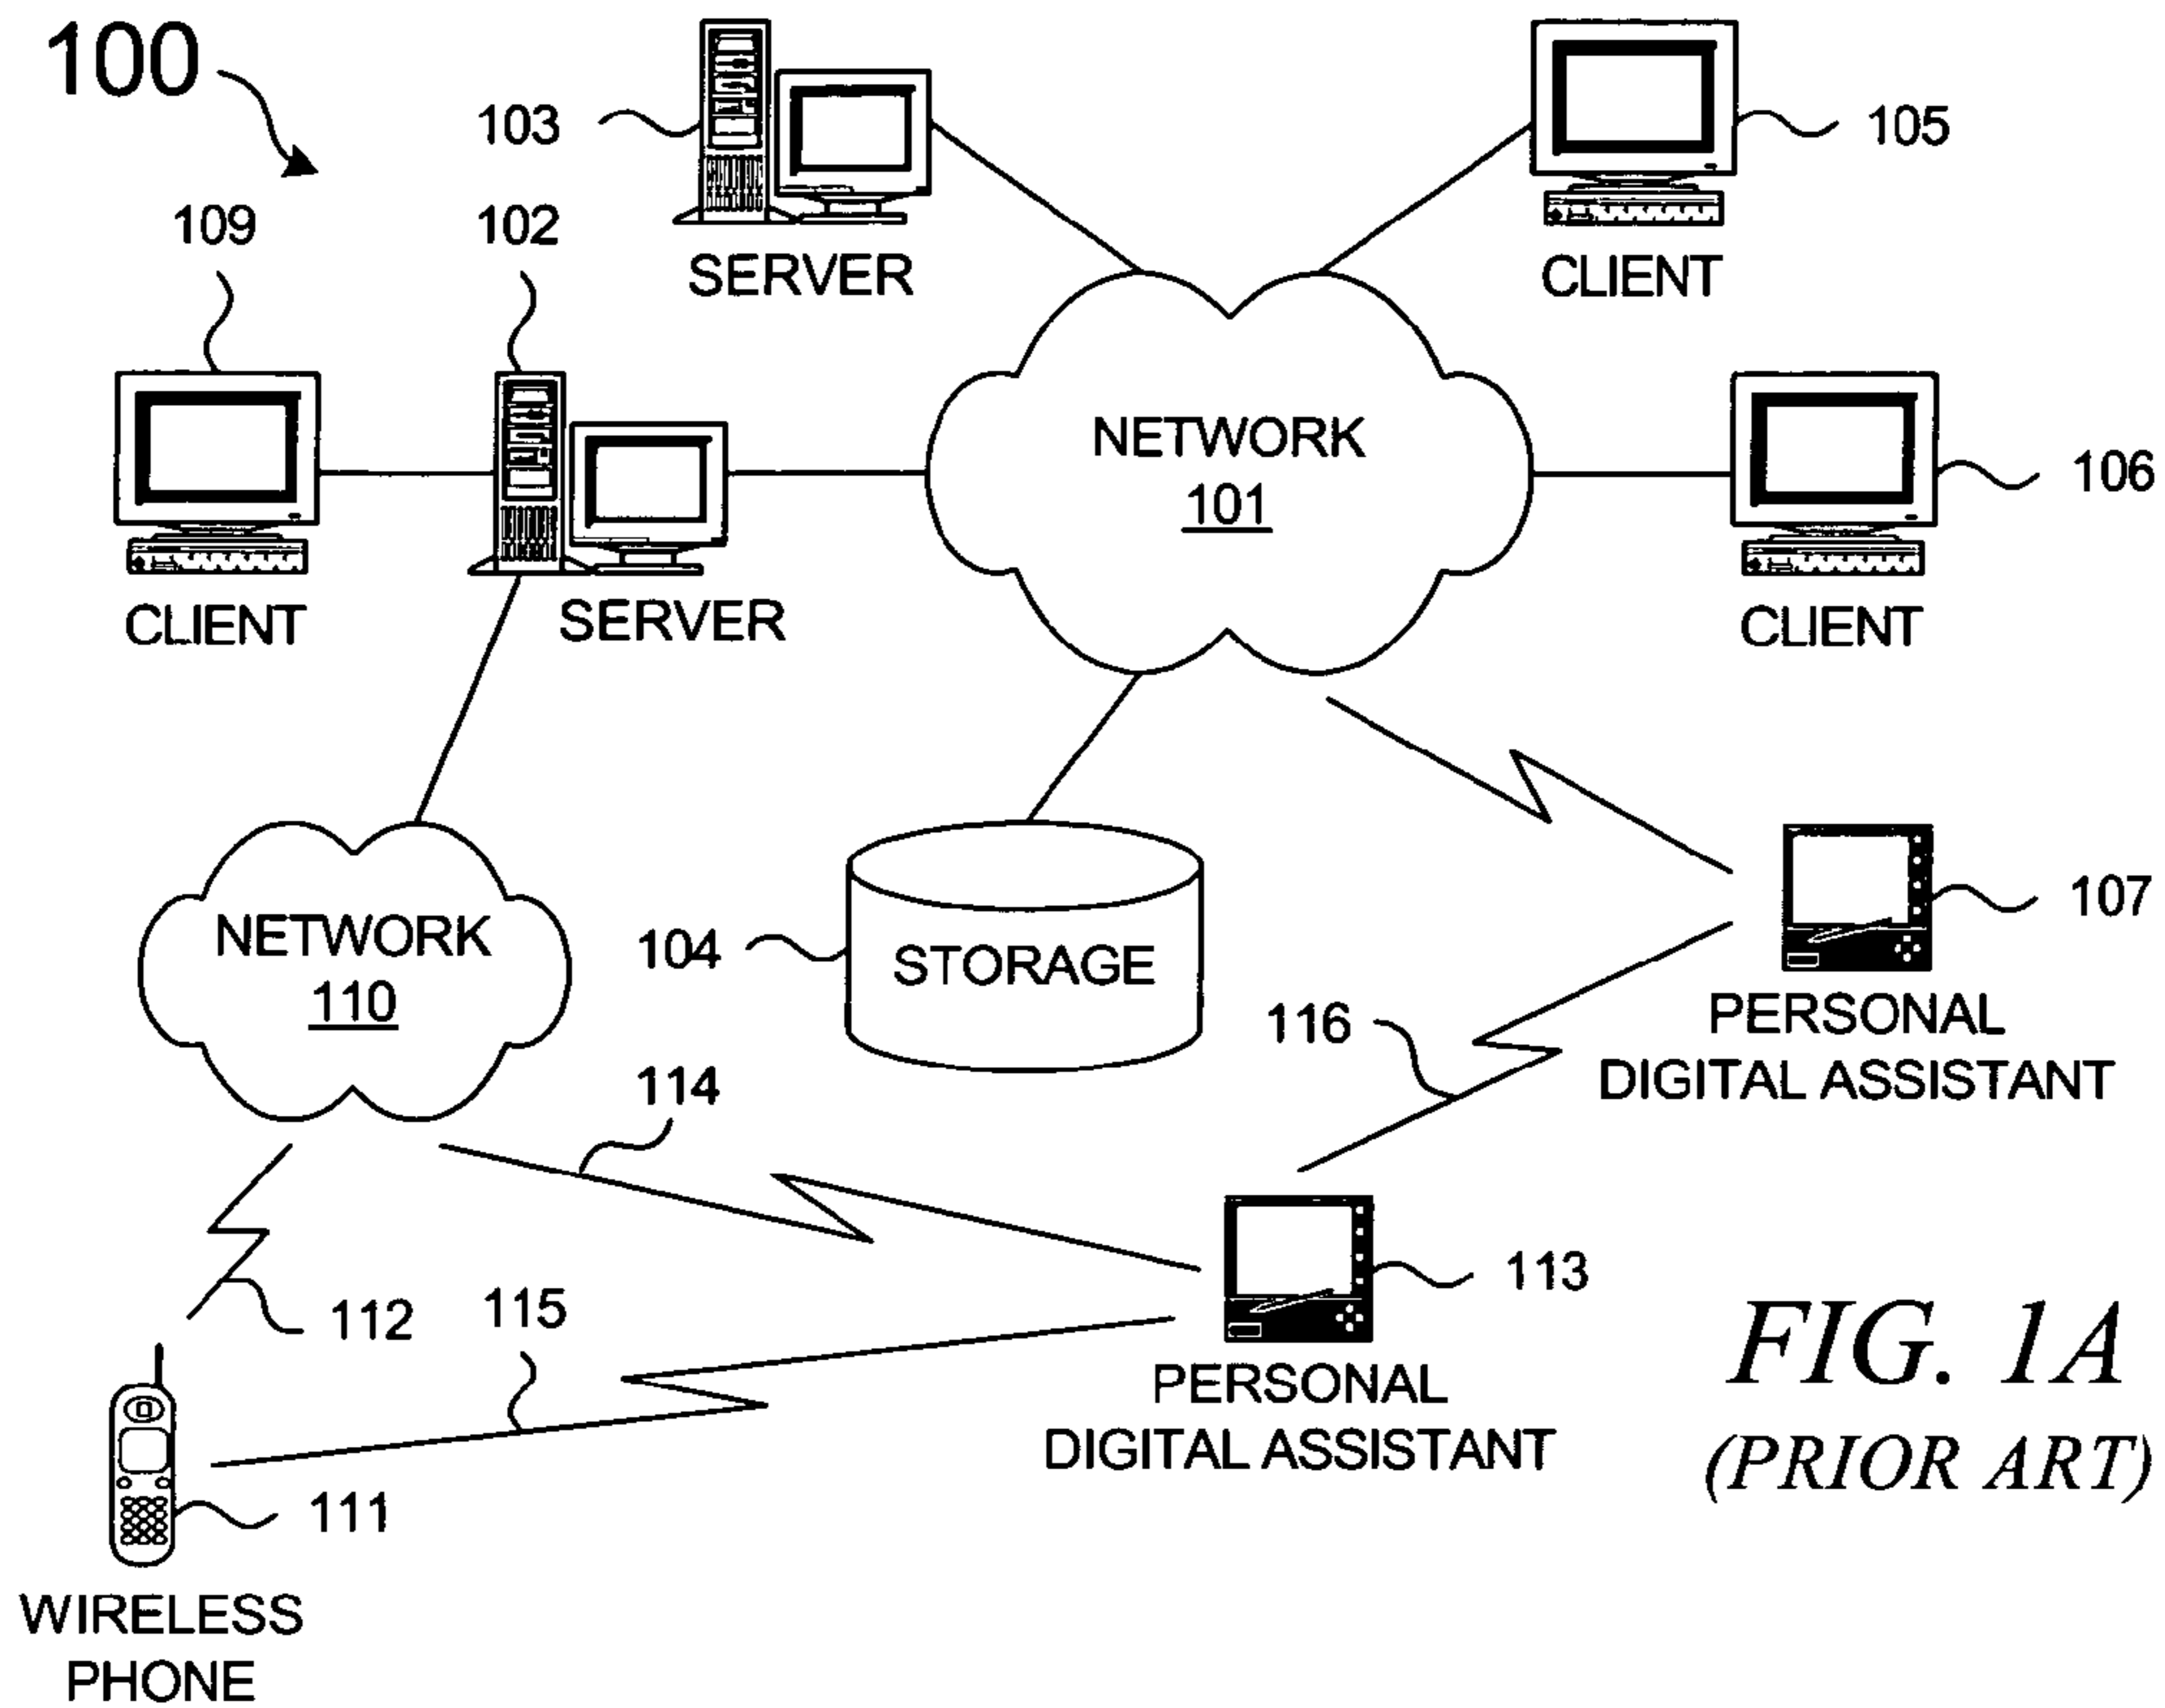 100
103
105
109
102
SERVER
CLIENT
NETWORK
101
106
CLIENT
SERVER
CLIENT
NETWORK
110
104
STORAGE
107
PERSONAL
DIGITAL ASSISTANT
116
114
113
112
115
PERSONAL
DIGITAL ASSISTANT
111
WIRELESS
PHONE
FIG. 1A
(PRIOR ART)